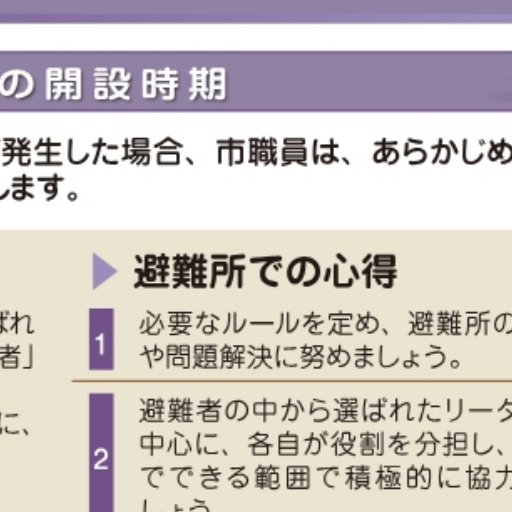 の開設時期
発生した場合、市職員は、あらかじめ
します。
避難所での心得
ばれ
者」
に、
1
必要なルールを定め、避難所の
や問題解決に努めましょう。
2
避難者の中から選ばれたリータ
中心に、各自が役割を分担し、
でできる範囲で積極的に協力
しょう